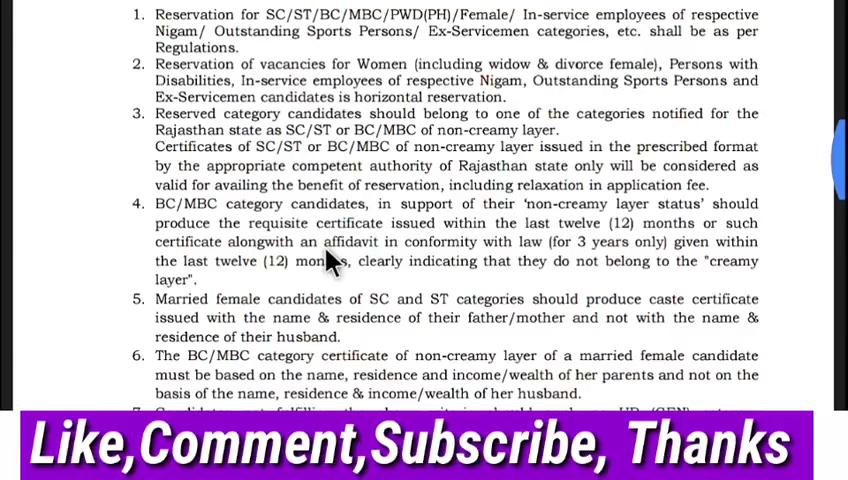 1. Reservation for SC/ST/BC/MBC/PWD(PH)/Female/ In-service employees of respective
Nigam/ Outstanding Sports Persons/ Ex-Servicemen categories, etc. shall be as per
Regulations.
2. Reservation of vacancies for Women (including widow & divorce female), Persons with
Disabilities, In-service employees of respective Nigam, Outstanding Sports Persons and
Ex-Servicemen candidates is horizontal reservation.
3. Reserved category candidates should belong to one of the categories notified for the
Rajasthan state as SC/ST or BC/MBC of non-creamy layer.
Certificates of SC/ST or BC/MBC of non-creamy layer issued in the prescribed format
by the appropriate competent authority of Rajasthan state only will be considered as
valid for availing the benefit of reservation, including relaxation in application fee.
4. BC/MBC category candidates, in support of their 'non-creamy layer status' should
produce the requisite certificate issued within the last twelve (12) months or such
certificate alongwith an affidavit in conformity with law (for 3 years only) given within
the last twelve (12) months, clearly indicating that they do not belong to the "creamy
layer".
5. Married female candidates of SC and ST categories should produce caste certificate
issued with the name & residence of their father/mother and not with the name &
residence of their husband.
6. The BC/MBC category certificate of non-creamy layer of a married female candidate
must be based on the name, residence and income/wealth of her parents and not on the
basis of the name, residence & income/wealth of her husband.
Like,Comment,Subscribe, Thanks